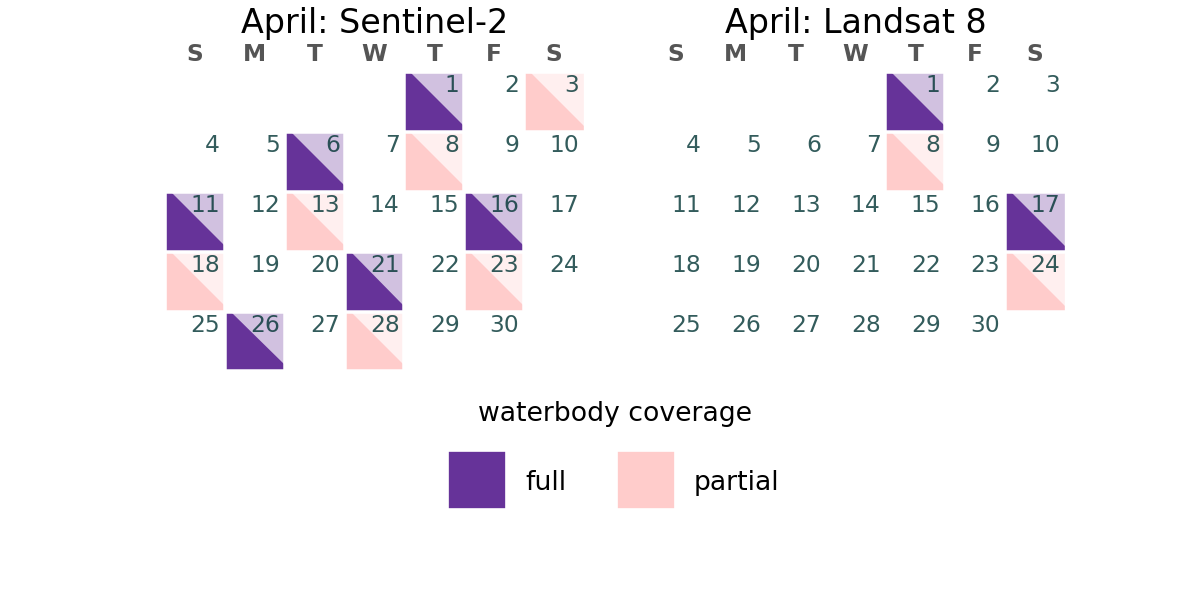 April: Sentinel-2
S M T W T F S
1 2 3
4 5 6 7 8 9 10
11 12 13 14 15 16 17
18 19 20 21 22 23 24
25 26 27 28 29 30
April: Landsat 8
S M T W T F S
1 2 3
4 5 6 7 8 9 10
11 12 13 14 15 16 17
18 19 20 21 22 23 24
25 26 27 28 29 30
waterbody coverage
full partial